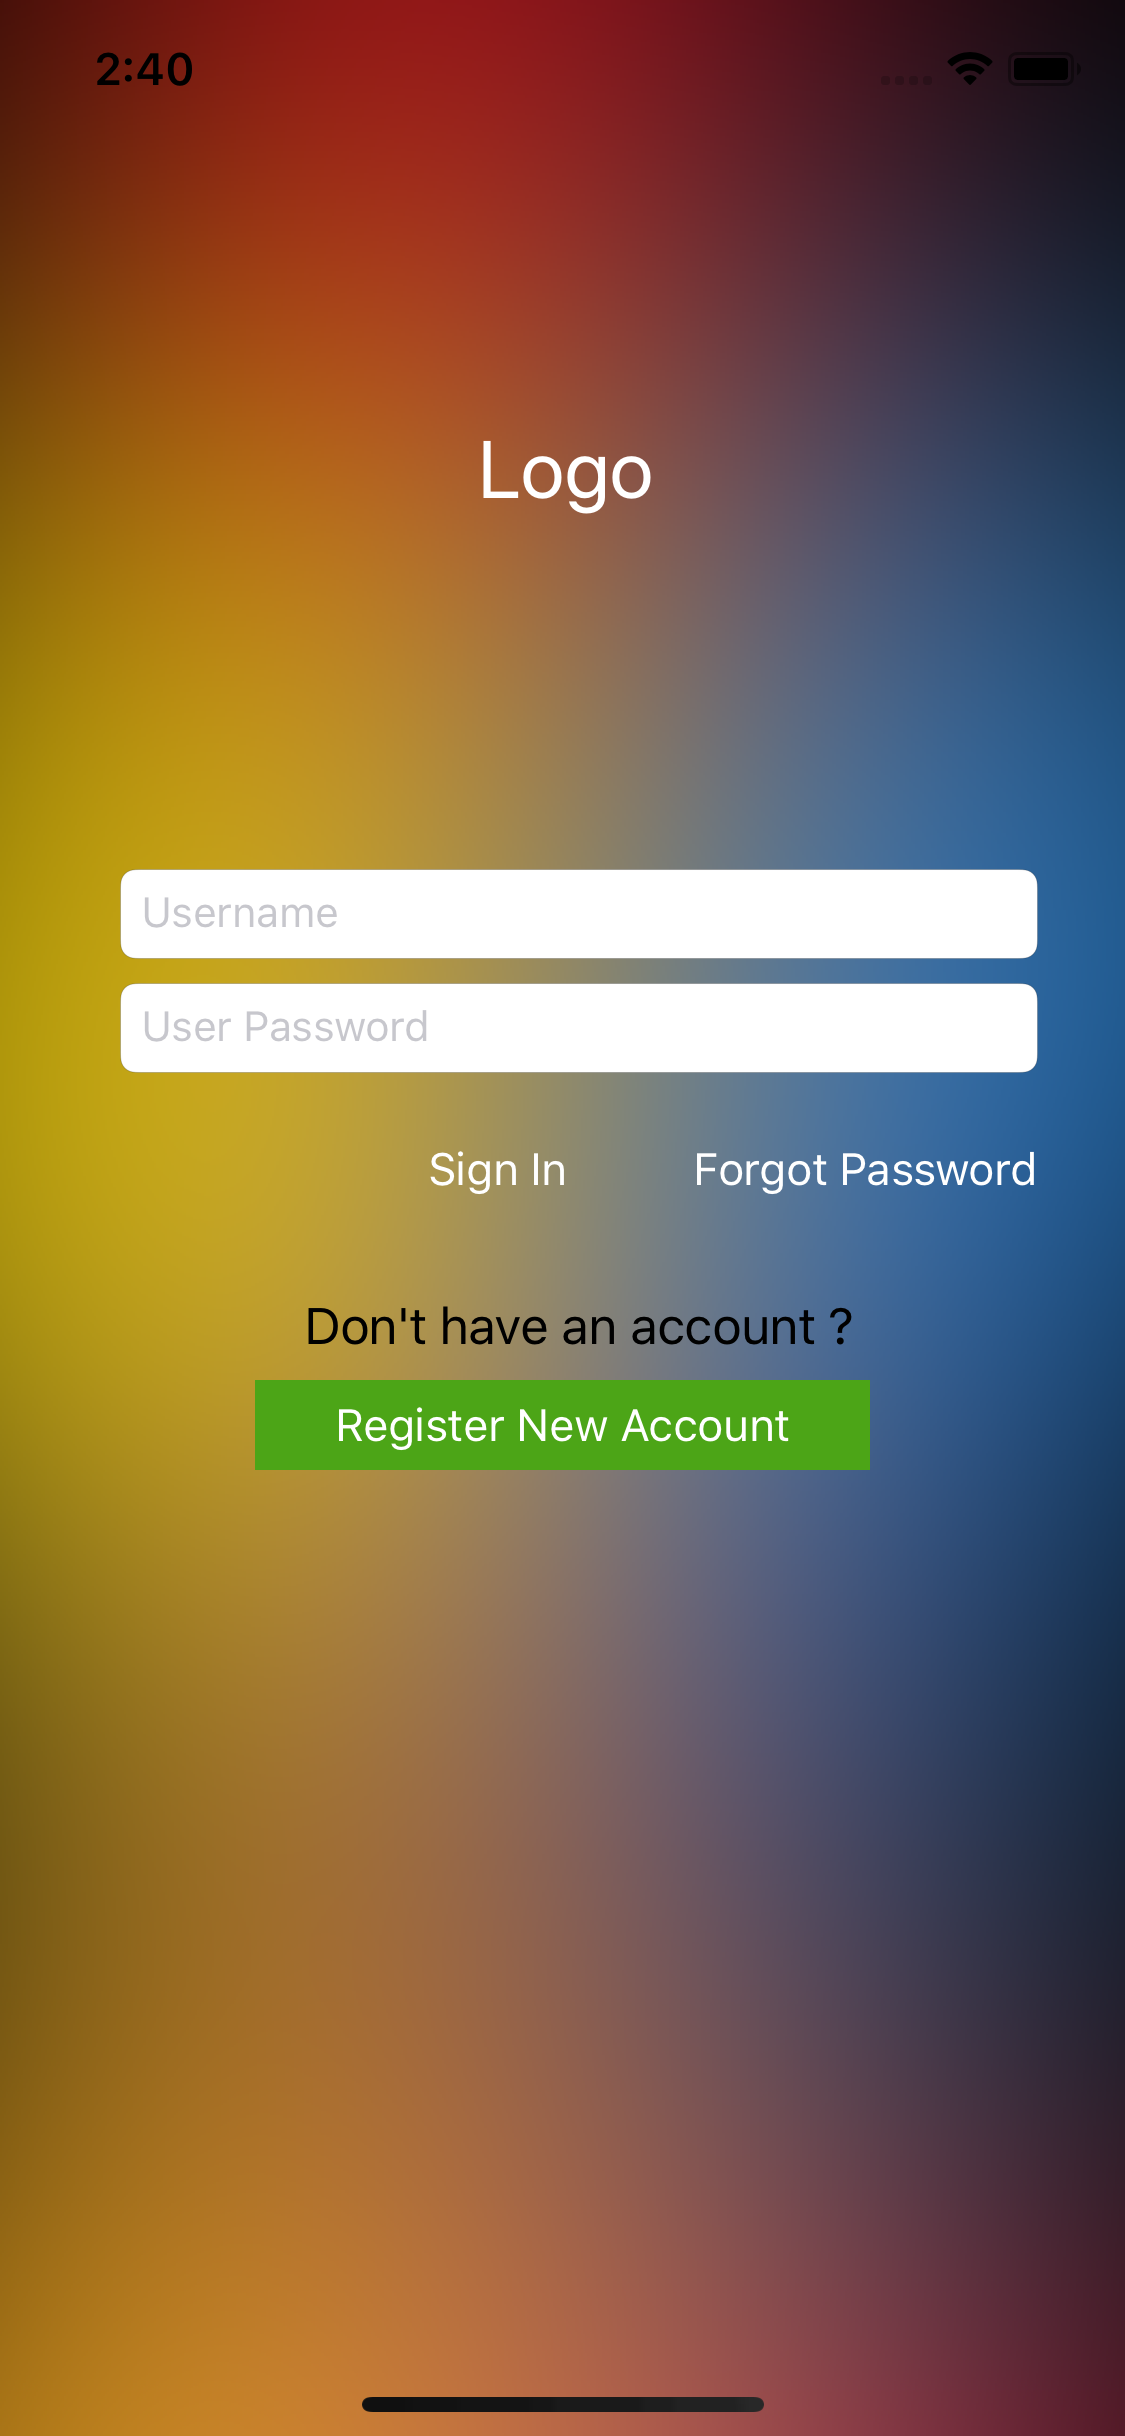 2:40
Logo
Username
User Password
Sign In Forgot Password
Don't have an account ?
Register New Account